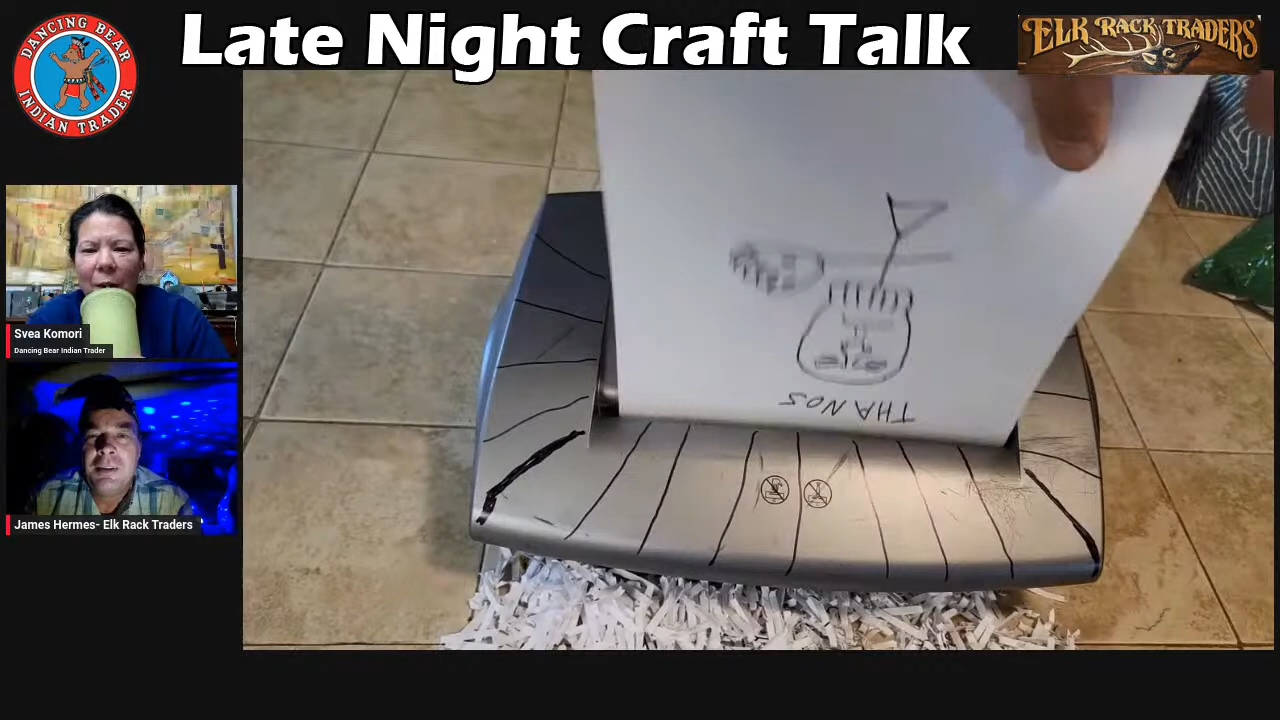 Late Night Craft Talk
DANCING BEAR
INDIAN TRADER
ELK RACK TRADERS
Svea Komori
Dancing Bear Indian Trader
James Hermes- Elk Rack Traders
THANOS